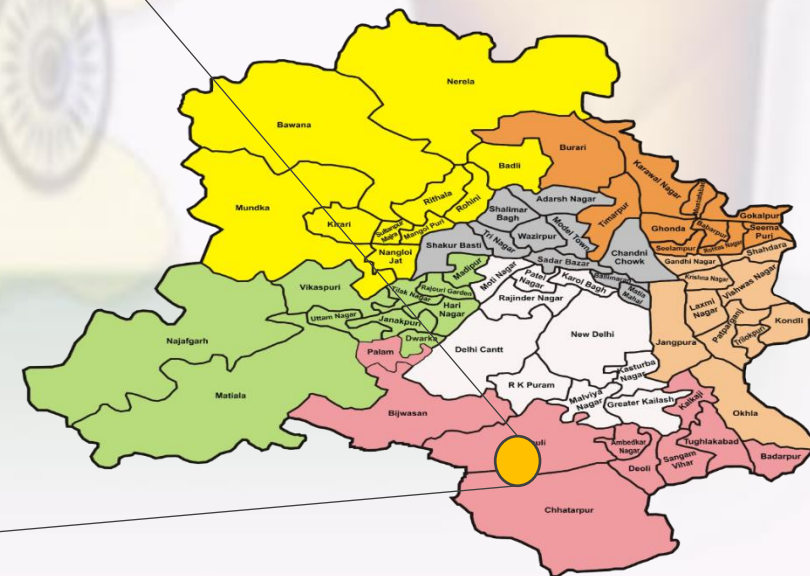 Nerela
Bawana
Burari
Badli
Karawal Nagar
Mundka
Rithala
Rohini
Adarsh Nagar
Shalimar
Bagh
Timarpur
Gokalpur
Kirari
Sultanpur
Majra
Mangol Puri
Model Town
Ghonda
Babarpur
Seema
Puri
Nangloi
Jat
Shakur Basti
Tri Nagar
Wazirpur
Chandni
Chowk
Seelampur
Rohtas Nagar
Shahdara
Sadar Bazar
Gandhi Nagar
Madipur
Moti Nagar
Patel
Nagar
Karol Bagh
Ballimaran
Matia
Mahal
Krishna Nagar
Vishwas Nagar
Vikaspuri
Tilak Nagar
Rajouri Garden
Hari
Nagar
Rajinder Nagar
Laxmi
Nagar
Patparganj
Kondli
Uttam Nagar
Janakpuri
Trilokpuri
Najafgarh
Dwarka
New Delhi
Jangpura
Palam
Delhi Cantt
Kasturba
Nagar
Matiala
R K Puram
Malviya
Nagar
Greater Kailash
Kalkaji
Okhla
Bijwasan
uli
Ambedkar
Nagar
Tughlakabad
Deoli
Sangam
Vihar
Badarpur
Chhatarpur